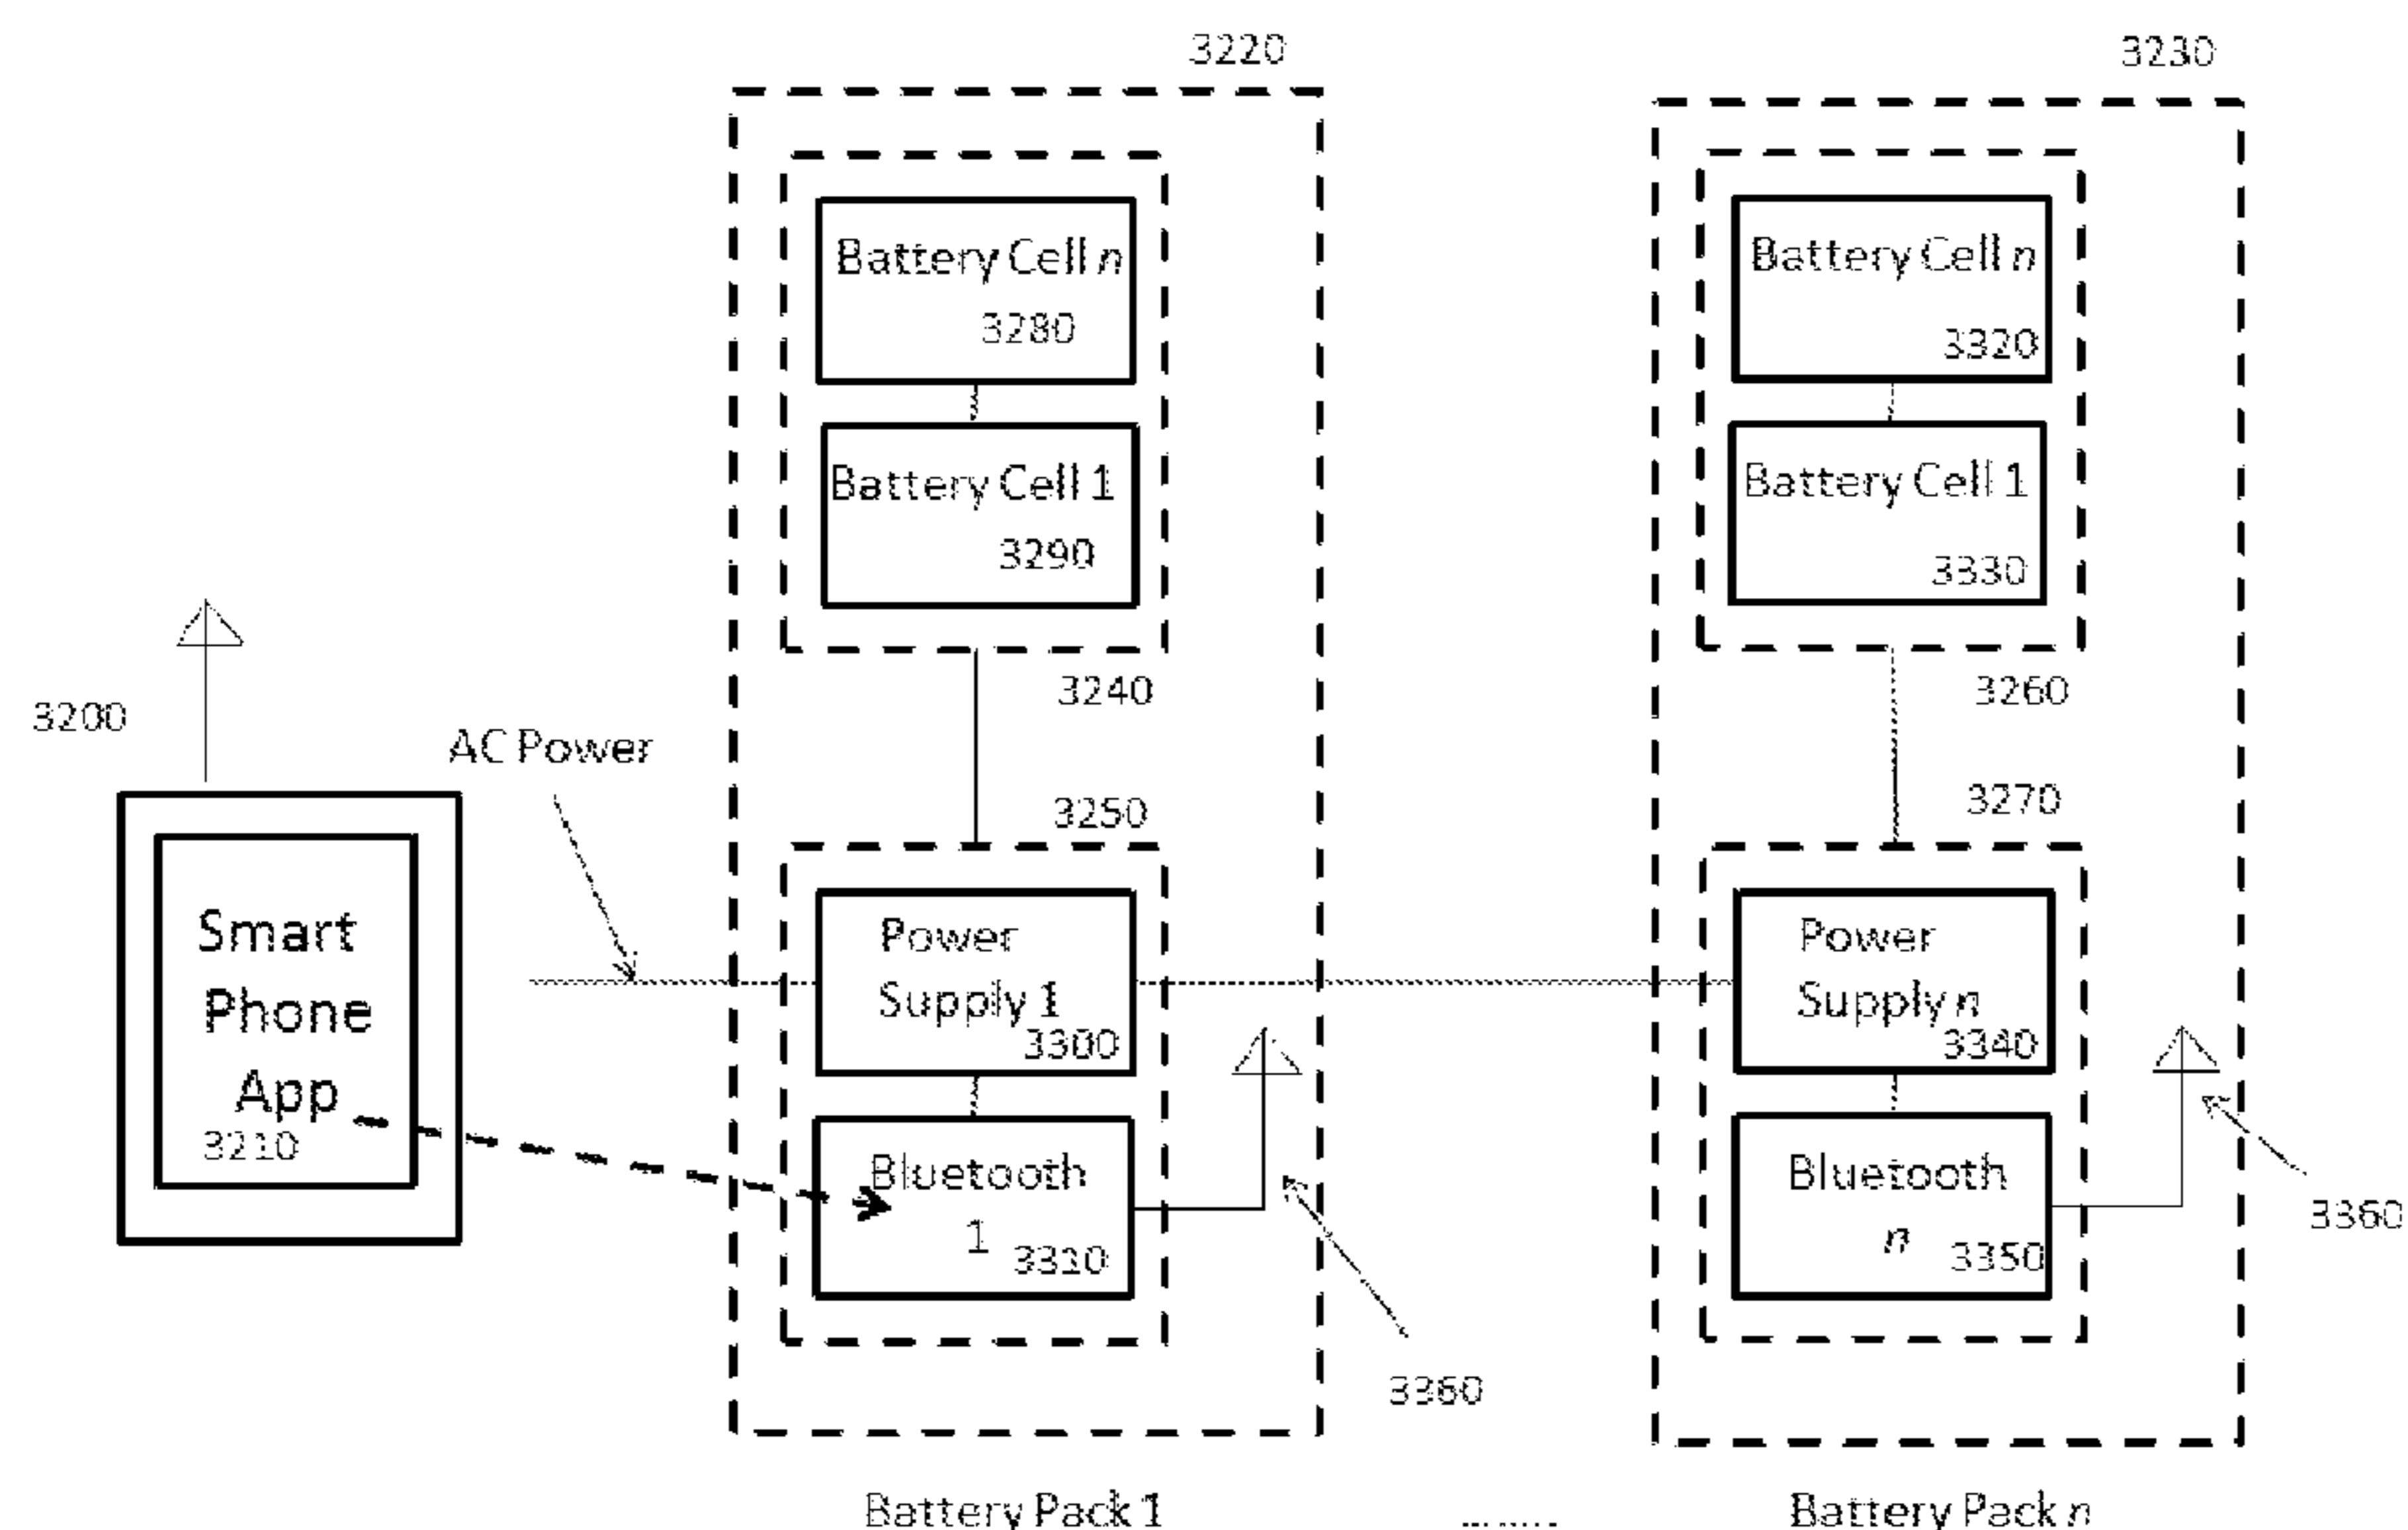 3220
3230
Battery Cell n
3280
Battery Cell n
3320
Battery Cell 1
3290
Battery Cell 1
3330
3240
3260
3200
AC Power
3250
3270
Smart
Phone
App
3210
Power
Supply 1
3300
Power
Supply n
3340
Bluetooth
1
3310
Bluetooth
n
3350
3360
3360
Battery Pack 1
.......
Battery Pack n